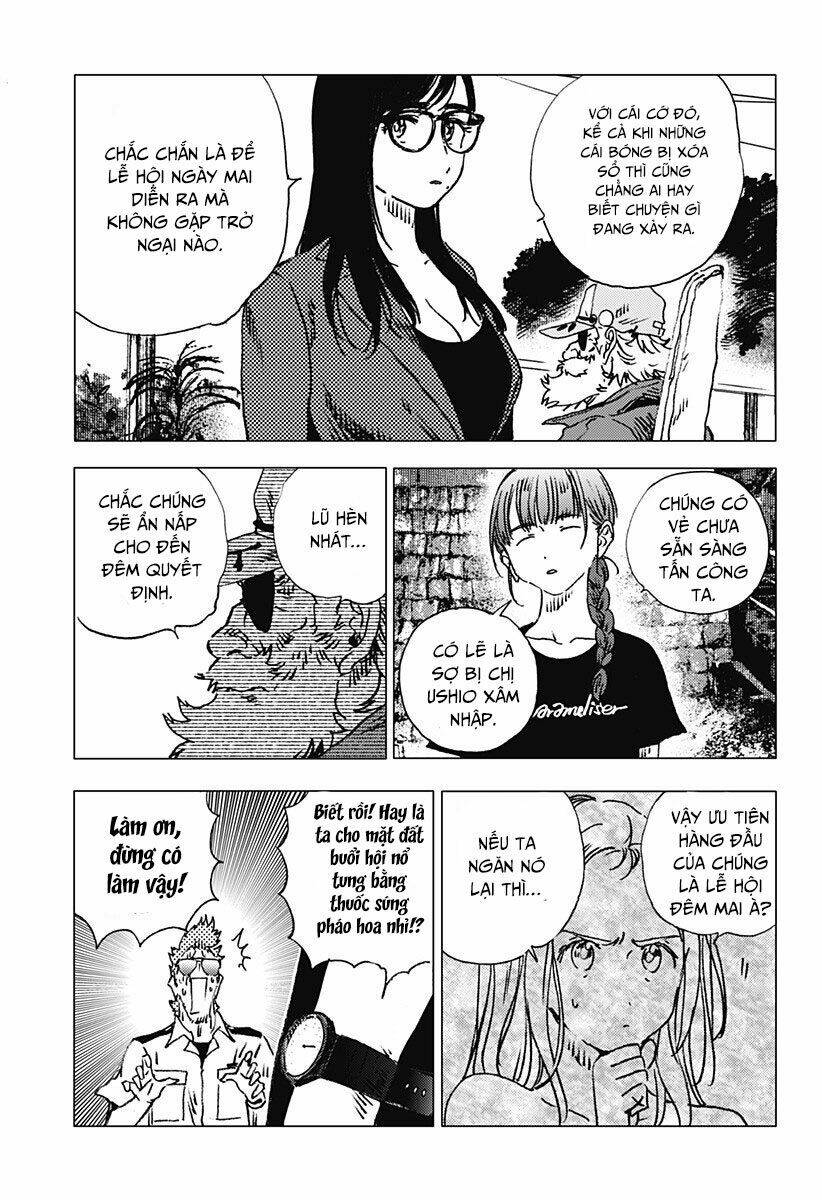 VỚI CÁI CỚ ĐÓ,
KỂ CẢ KHI NHỮNG
CÁI BÓNG BỊ XÓA
SỔ THÌ CŨNG
CHẲNG AI HAY
BIẾT CHUYỆN GÌ
ĐANG XẢY RA.
CHẮC CHẮN LÀ ĐỂ
LỄ HỘI NGÀY MAI
DIỄN RA MÀ
KHÔNG GẶP TRỞ
NGẠI NÀO.
CHÚNG CÓ
VẺ CHƯA
SẴN SÀNG
TẤN CÔNG
TA.
CÓ LẼ LÀ
SỢ BỊ CHỊ
USHIO XÂM
NHẬP.
LŨ HÈN
NHÁT...
CHẮC CHÚNG
SẼ ẨN NẤP
CHO ĐẾN
ĐÊM QUYẾT
ĐỊNH.
VẬY ƯU TIÊN
HÀNG ĐẦU
CỦA CHÚNG
LÀ LỄ HỘI
ĐÊM MAI À?
NẾU TA
NGĂN NÓ
LẠI THÌ...
Biết rồi! Hay là
ta cho mặt đất
buổi hội nổ
tung bằng
thuốc súng
pháo hoa nhỉ!?
Làm ơn,
đừng có
làm vậy!